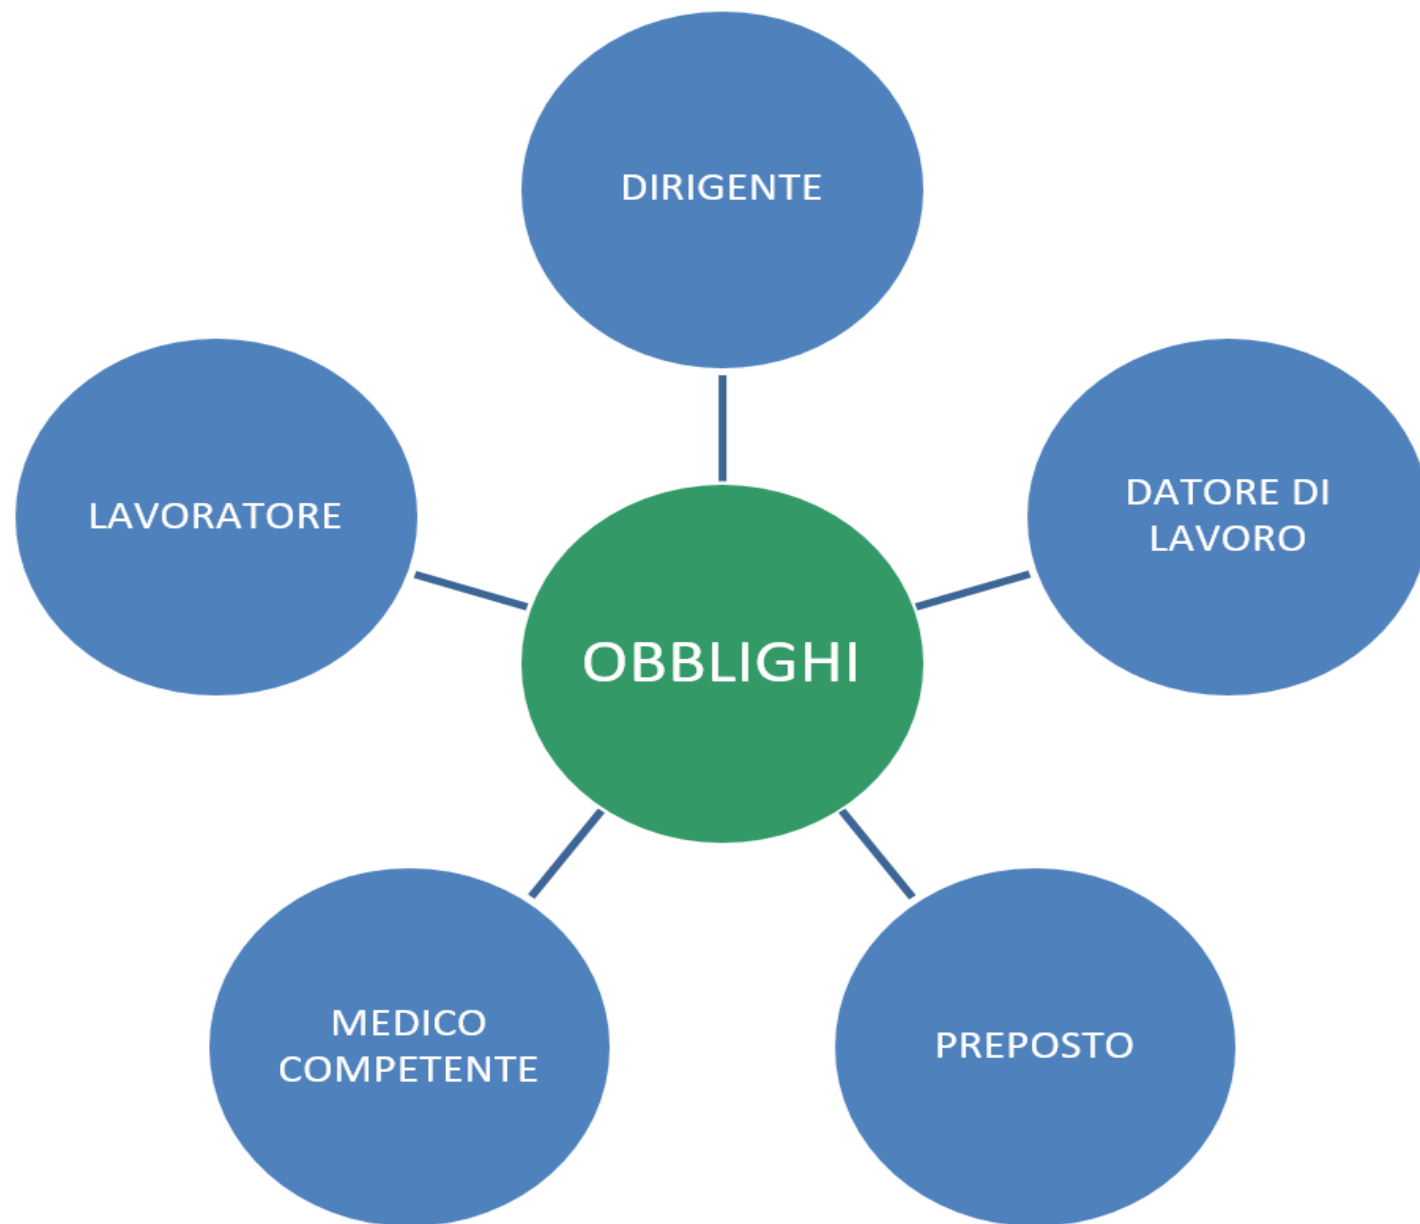 DIRIGENTE
LAVORATORE
DATORE DI
LAVORO
OBBLIGHI
MEDICO
COMPETENTE
PREPOSTO